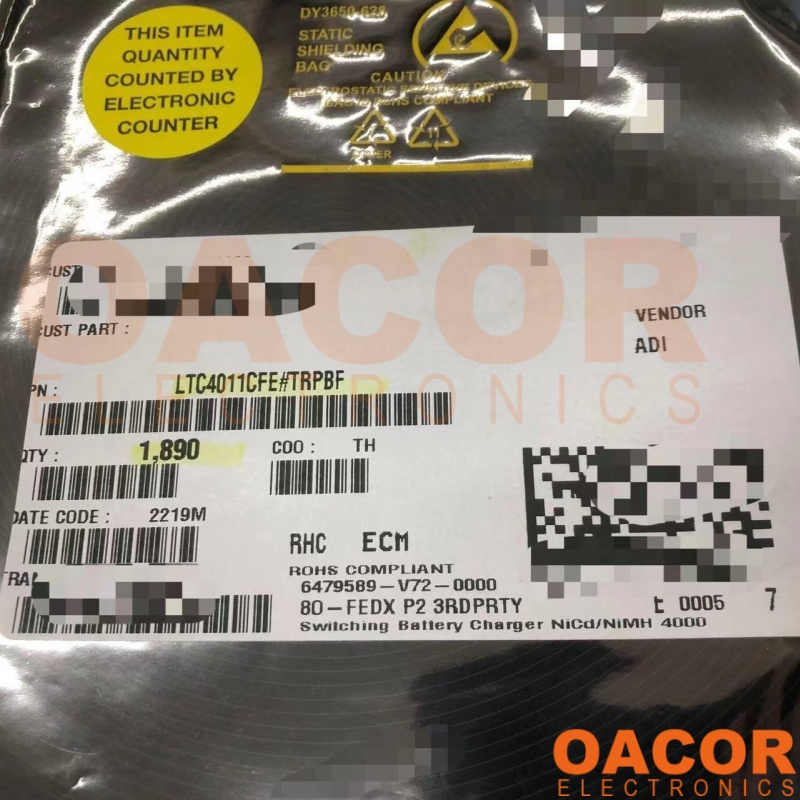 THIS ITEM
QUANTITY
COUNTED BY
ELECTRONIC
COUNTER
STATIC
SHIELDING
BAG
CAUTION
OACOR
ELECTRONICS
CUST
CUST PART :
VENDOR
ADI
PN : LTC4011CFE#TRPBF
QTY : 1,890 COO : TH
DATE CODE : 2219M
RHC ECM
ROHS COMPLIANT
6479589-V72-0000
80-FEDX P2 3RDPRTY
0005 7
Switching Battery Charger NiCd/NiMH 4000
OACOR
ELECTRONICS